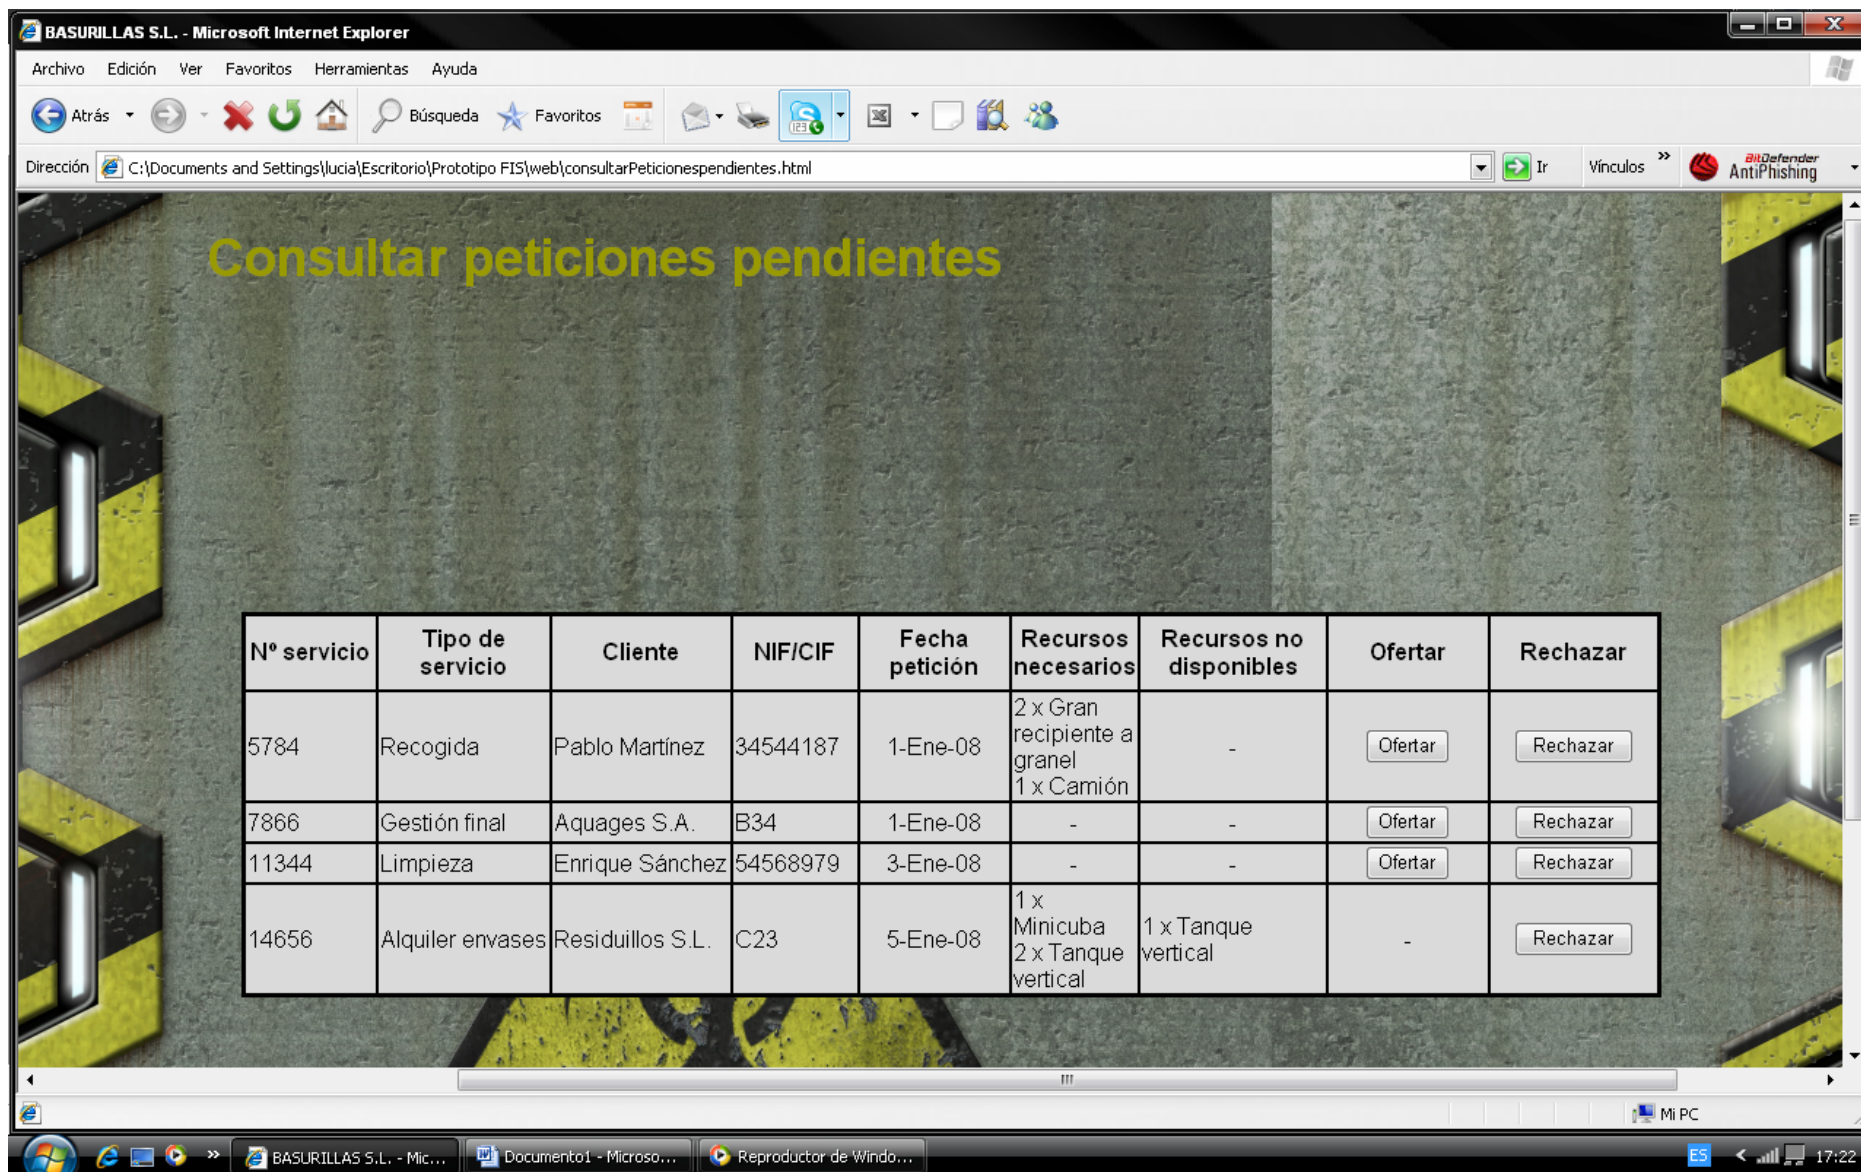 BASURILLAS S.L. - Microsoft Internet Explorer
Archivo Edición Ver Favoritos Herramientas Ayuda
Atrás Búsqueda Favoritos
Dirección C:\Documents and Settings\lucia\Escritorio\Prototipo FIS\web\consultarPeticionespendientes.html Ir Vínculos » BitDefender AntiPhishing
Consultar peticiones pendientes
Nº servicio Tipo de servicio Cliente NIF/CIF Fecha petición Recursos necesarios Recursos no disponibles Ofertar Rechazar
5784 Recogida Pablo Martínez 34544187 1-Ene-08 2 x Gran recipiente a granel 1 x Camión - Ofertar Rechazar
7866 Gestión final Aquages S.A. B34 1-Ene-08 - - Ofertar Rechazar
11344 Limpieza Enrique Sánchez 54568979 3-Ene-08 - - Ofertar Rechazar
14656 Alquiler envases Residuillos S.L. C23 5-Ene-08 1 x Minicuba 2 x Tanque vertical 1 x Tanque vertical - Rechazar
Mi PC
» BASURILLAS S.L. - Mic... Documento1 - Microso... Reproductor de Windo... ES 17:22